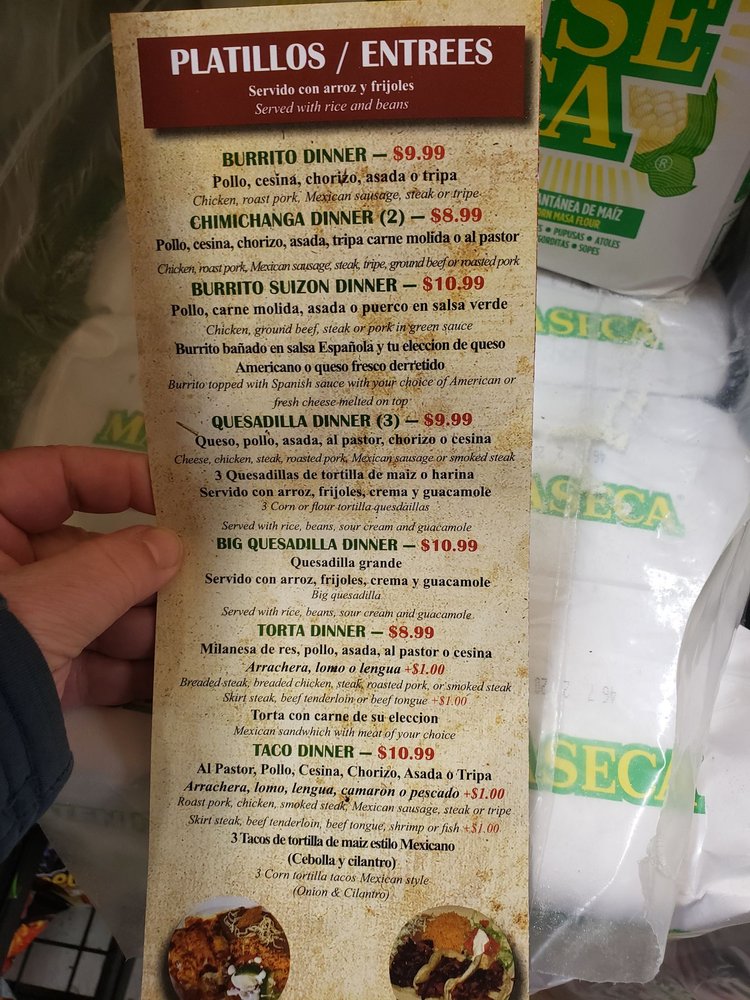 PLATILLOS / ENTREES
Servido con arroz y frijoles
Served with rice and beans
BURRITO DINNER — $9.99
Pollo, cesina, chorizo, asada o tripa
Chicken, roast pork, Mexican sausage, steak or tripe
CHIMICHANGA DINNER (2) — $8.99
Pollo, cesina, chorizo, asada, tripa carne molida o al pastor
Chicken, roast pork, Mexican sausage, steak, tripe, ground beef or roasted pork
BURRITO SUIZON DINNER — $10.99
Pollo, carne molida, asada o puerco en salsa verde
Chicken, ground beef, steak or pork in green sauce
Burrito bañado en salsa Española y tu eleccion de queso
Americano o queso fresco derretido
Burrito topped with Spanish sauce with your choice of American or
fresh cheese melted on top
QUESADILLA DINNER (3) — $9.99
Queso, pollo, asada, al pastor, chorizo o cesina
Cheese, chicken, steak, roasted pork, Mexican sausage or smoked steak
3 Quesadillas de tortilla de maiz o harina
Servido con arroz, frijoles, crema y guacamole
3 Corn or flour tortilla quesdaillas
Served with rice, beans, sour cream and guacamole
BIG QUESADILLA DINNER — $10.99
Quesadilla grande
Servido con arroz, frijoles, crema y guacamole
Big quesadilla
Served with rice, beans, sour cream and guacamole
TORTA DINNER — $8.99
Milanesa de res, pollo, asada, al pastor o cesina
Arrachera, lomo o lengua +$1.00
Breaded steak, breaded chicken, steak, roasted pork, or smoked steak
Skirt steak, beef tenderloin or beef tongue +$1.00
Torta con carne de su eleccion
Mexican sandwhich with meat of your choice
TACO DINNER — $10.99
Al Pastor, Pollo, Cesina, Chorizo, Asada o Tripa
Arrachera, lomo, lengua, camaron o pescado +$1.00
Roast pork, chicken, smoked steak, Mexican sausage, steak or tripe
Skirt steak, beef tenderloin, beef tongue, shrimp or fish +$1.00
3 Tacos de tortilla de maiz estilo Mexicano
(Cebolla y cilantro)
3 Corn tortilla tacos Mexican style
(Onion & Cilantro)
SE
CA
®
ANTÁNEA DE MAÍZ
ORN MASA FLOUR
S • PUPUSAS • ATOLES
GORDITAS • SOPES
ASECA
ASECA
ASECA
M